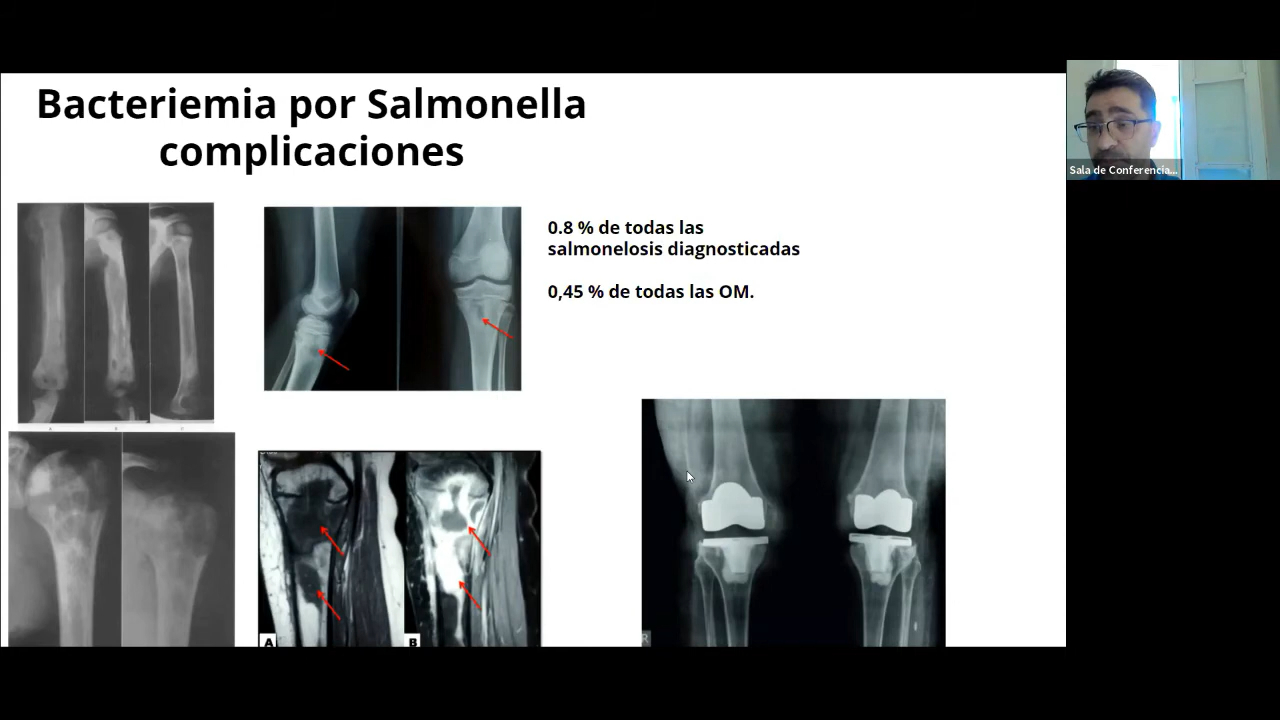 Bacteriemia por Salmonella
complicaciones
Sala de Conferencia...
0.8 % de todas las
salmonelosis diagnosticadas
0,45 % de todas las OM.
A
B
R